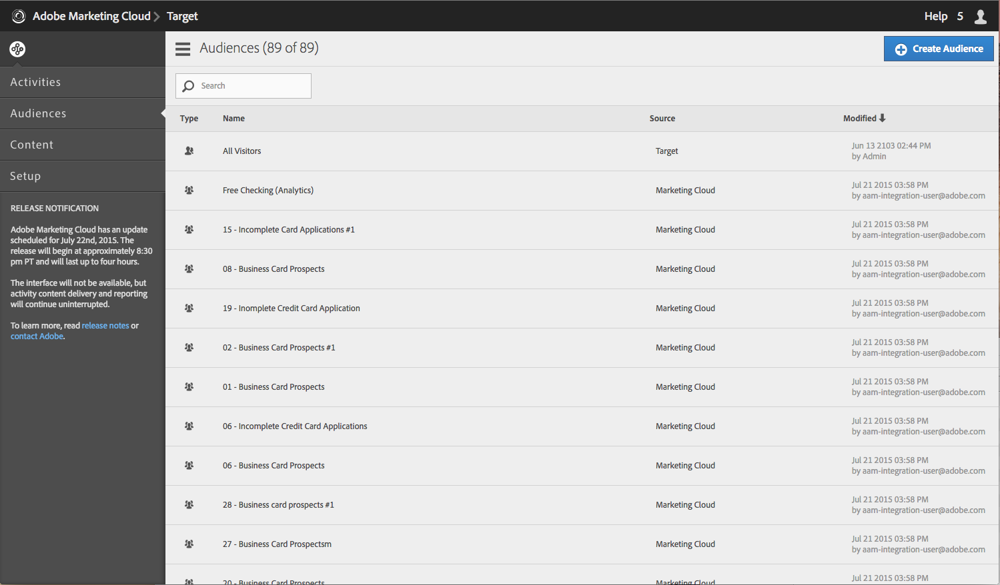 Adobe Marketing Cloud > Target
Help 5
Audiences (89 of 89)
Create Audience
Activities
Audiences
Content
Setup
RELEASE NOTIFICATION
Adobe Marketing Cloud has an update
scheduled for July 22nd, 2015. The
release will begin at approximately 8:30
pm PT and will last up to four hours.
The interface will not be available, but
activity content delivery and reporting
will continue uninterrupted.
To learn more, read release notes or
contact Adobe.
Search
Type Name Source Modified
All Visitors Target Jun 13 2103 02:44 PM
by Admin
Free Checking (Analytics) Marketing Cloud Jul 21 2015 03:58 PM
by aam-integration-user@adobe.com
15 - Incomplete Card Applications #1 Marketing Cloud Jul 21 2015 03:58 PM
by aam-integration-user@adobe.com
08 - Business Card Prospects Marketing Cloud Jul 21 2015 03:58 PM
by aam-integration-user@adobe.com
19 - Inomplete Credit Card Application Marketing Cloud Jul 21 2015 03:58 PM
by aam-integration-user@adobe.com
02 - Business Card Prospects #1 Marketing Cloud Jul 21 2015 03:58 PM
by aam-integration-user@adobe.com
01 - Business Card Prospects Marketing Cloud Jul 21 2015 03:58 PM
by aam-integration-user@adobe.com
06 - Incomplete Credit Card Applications Marketing Cloud Jul 21 2015 03:58 PM
by aam-integration-user@adobe.com
06 - Business Card Prospects Marketing Cloud Jul 21 2015 03:58 PM
by aam-integration-user@adobe.com
28 - Business card prospects #1 Marketing Cloud Jul 21 2015 03:58 PM
by aam-integration-user@adobe.com
27 - Business Card Prospectsm Marketing Cloud Jul 21 2015 03:58 PM
by aam-integration-user@adobe.com
20 - Business Card Prospects Marketing Cloud Jul 21 2015 03:58 PM